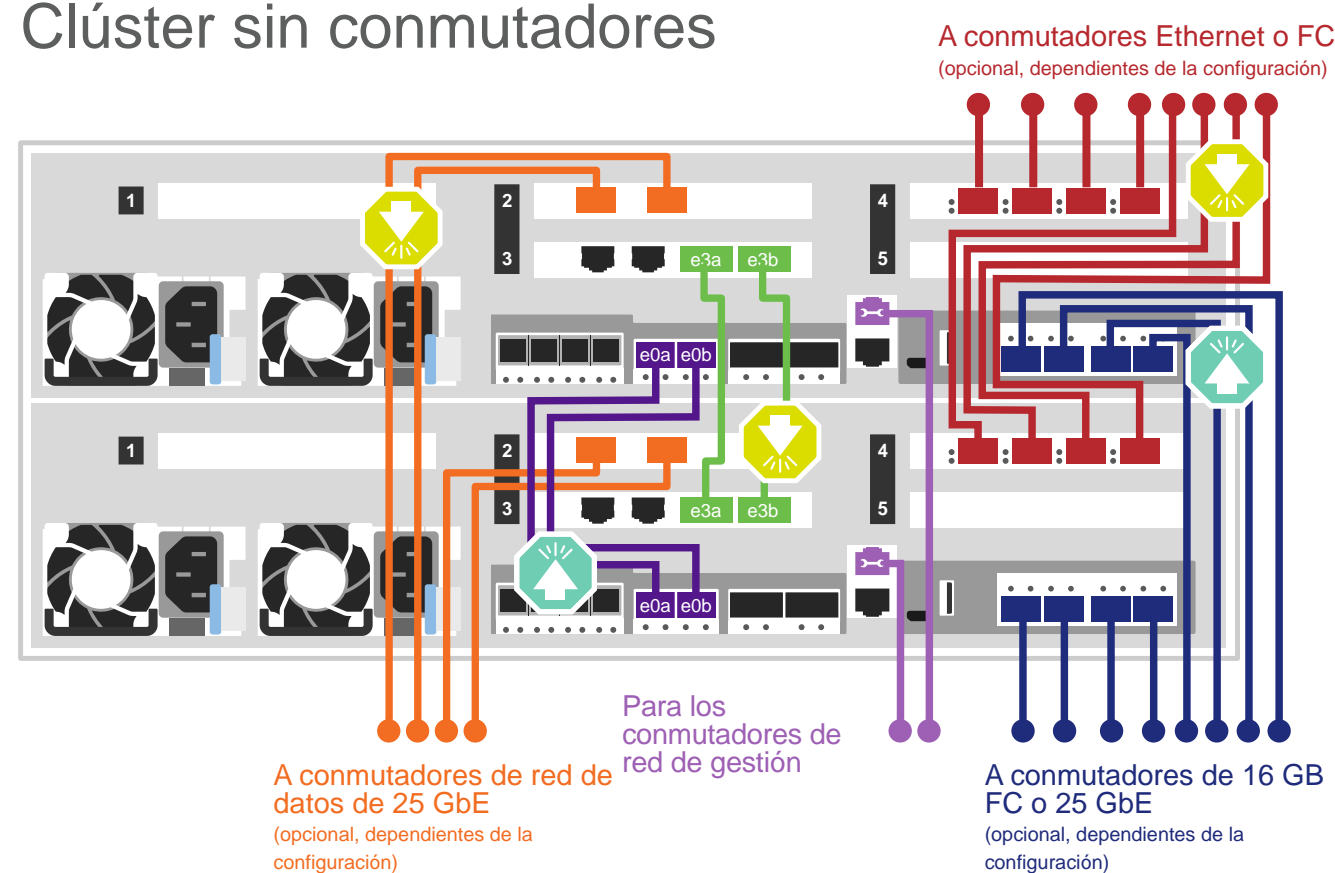 Clúster sin conmutadores
A conmutadores Ethernet o FC
(opcional, dependientes de la configuración)
1
2
4
3
e3a
e3b
5
e0a
e0b
1
2
4
3
e3a
e3b
5
e0a
e0b
Para los
conmutadores de
red de gestión
A conmutadores de red de
datos de 25 GbE
(opcional, dependientes de la
configuración)
A conmutadores de 16 GB
FC o 25 GbE
(opcional, dependientes de la
configuración)